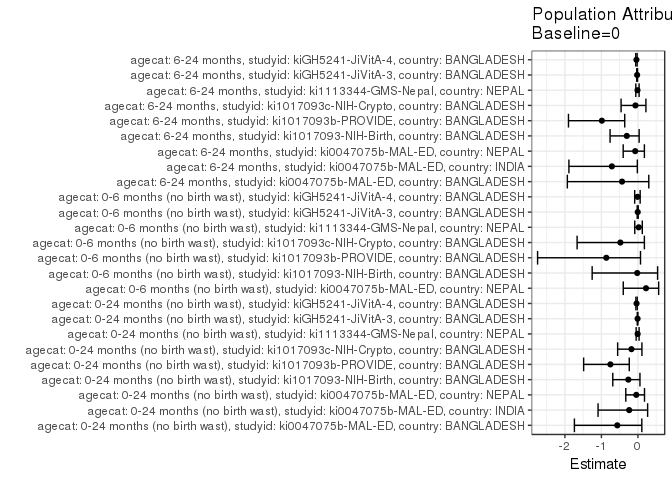 Population Attribu
Baseline=0
agecat: 6-24 months, studyid: kiGH5241-JiVitA-4, country: BANGLADESH
agecat: 6-24 months, studyid: kiGH5241-JiVitA-3, country: BANGLADESH
agecat: 6-24 months, studyid: ki1113344-GMS-Nepal, country: NEPAL
agecat: 6-24 months, studyid: ki1017093c-NIH-Crypto, country: BANGLADESH
agecat: 6-24 months, studyid: ki1017093b-PROVIDE, country: BANGLADESH
agecat: 6-24 months, studyid: ki1017093-NIH-Birth, country: BANGLADESH
agecat: 6-24 months, studyid: ki0047075b-MAL-ED, country: NEPAL
agecat: 6-24 months, studyid: ki0047075b-MAL-ED, country: INDIA
agecat: 6-24 months, studyid: ki0047075b-MAL-ED, country: BANGLADESH
agecat: 0-6 months (no birth wast), studyid: kiGH5241-JiVitA-4, country: BANGLADESH
agecat: 0-6 months (no birth wast), studyid: kiGH5241-JiVitA-3, country: BANGLADESH
agecat: 0-6 months (no birth wast), studyid: ki1113344-GMS-Nepal, country: NEPAL
agecat: 0-6 months (no birth wast), studyid: ki1017093c-NIH-Crypto, country: BANGLADESH
agecat: 0-6 months (no birth wast), studyid: ki1017093b-PROVIDE, country: BANGLADESH
agecat: 0-6 months (no birth wast), studyid: ki1017093-NIH-Birth, country: BANGLADESH
agecat: 0-6 months (no birth wast), studyid: ki0047075b-MAL-ED, country: NEPAL
agecat: 0-24 months (no birth wast), studyid: kiGH5241-JiVitA-4, country: BANGLADESH
agecat: 0-24 months (no birth wast), studyid: kiGH5241-JiVitA-3, country: BANGLADESH
agecat: 0-24 months (no birth wast), studyid: ki1113344-GMS-Nepal, country: NEPAL
agecat: 0-24 months (no birth wast), studyid: ki1017093c-NIH-Crypto, country: BANGLADESH
agecat: 0-24 months (no birth wast), studyid: ki1017093b-PROVIDE, country: BANGLADESH
agecat: 0-24 months (no birth wast), studyid: ki1017093-NIH-Birth, country: BANGLADESH
agecat: 0-24 months (no birth wast), studyid: ki0047075b-MAL-ED, country: NEPAL
agecat: 0-24 months (no birth wast), studyid: ki0047075b-MAL-ED, country: INDIA
agecat: 0-24 months (no birth wast), studyid: ki0047075b-MAL-ED, country: BANGLADESH
-2 -1 0
Estimate